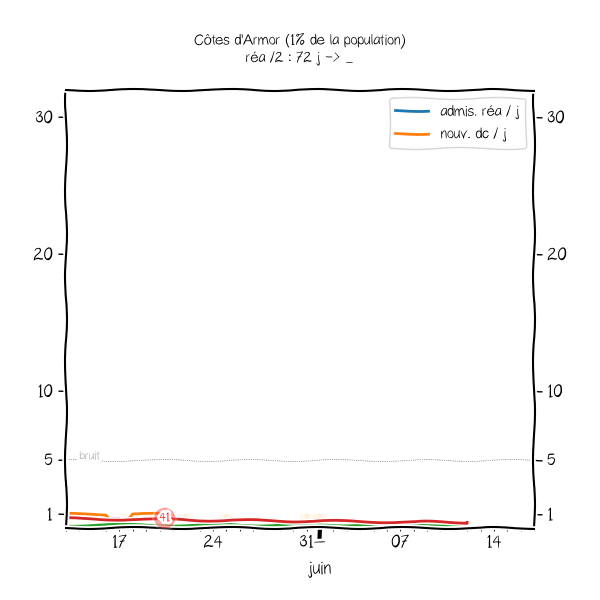 Côtes d'Armor (1% de la population)
réa /2 : 72 j -> _
admis. réa / j
nouv. dc / j
30
30
20
20
10
10
5
bruit
5
1
41
1
17
24
31
07
14
juin